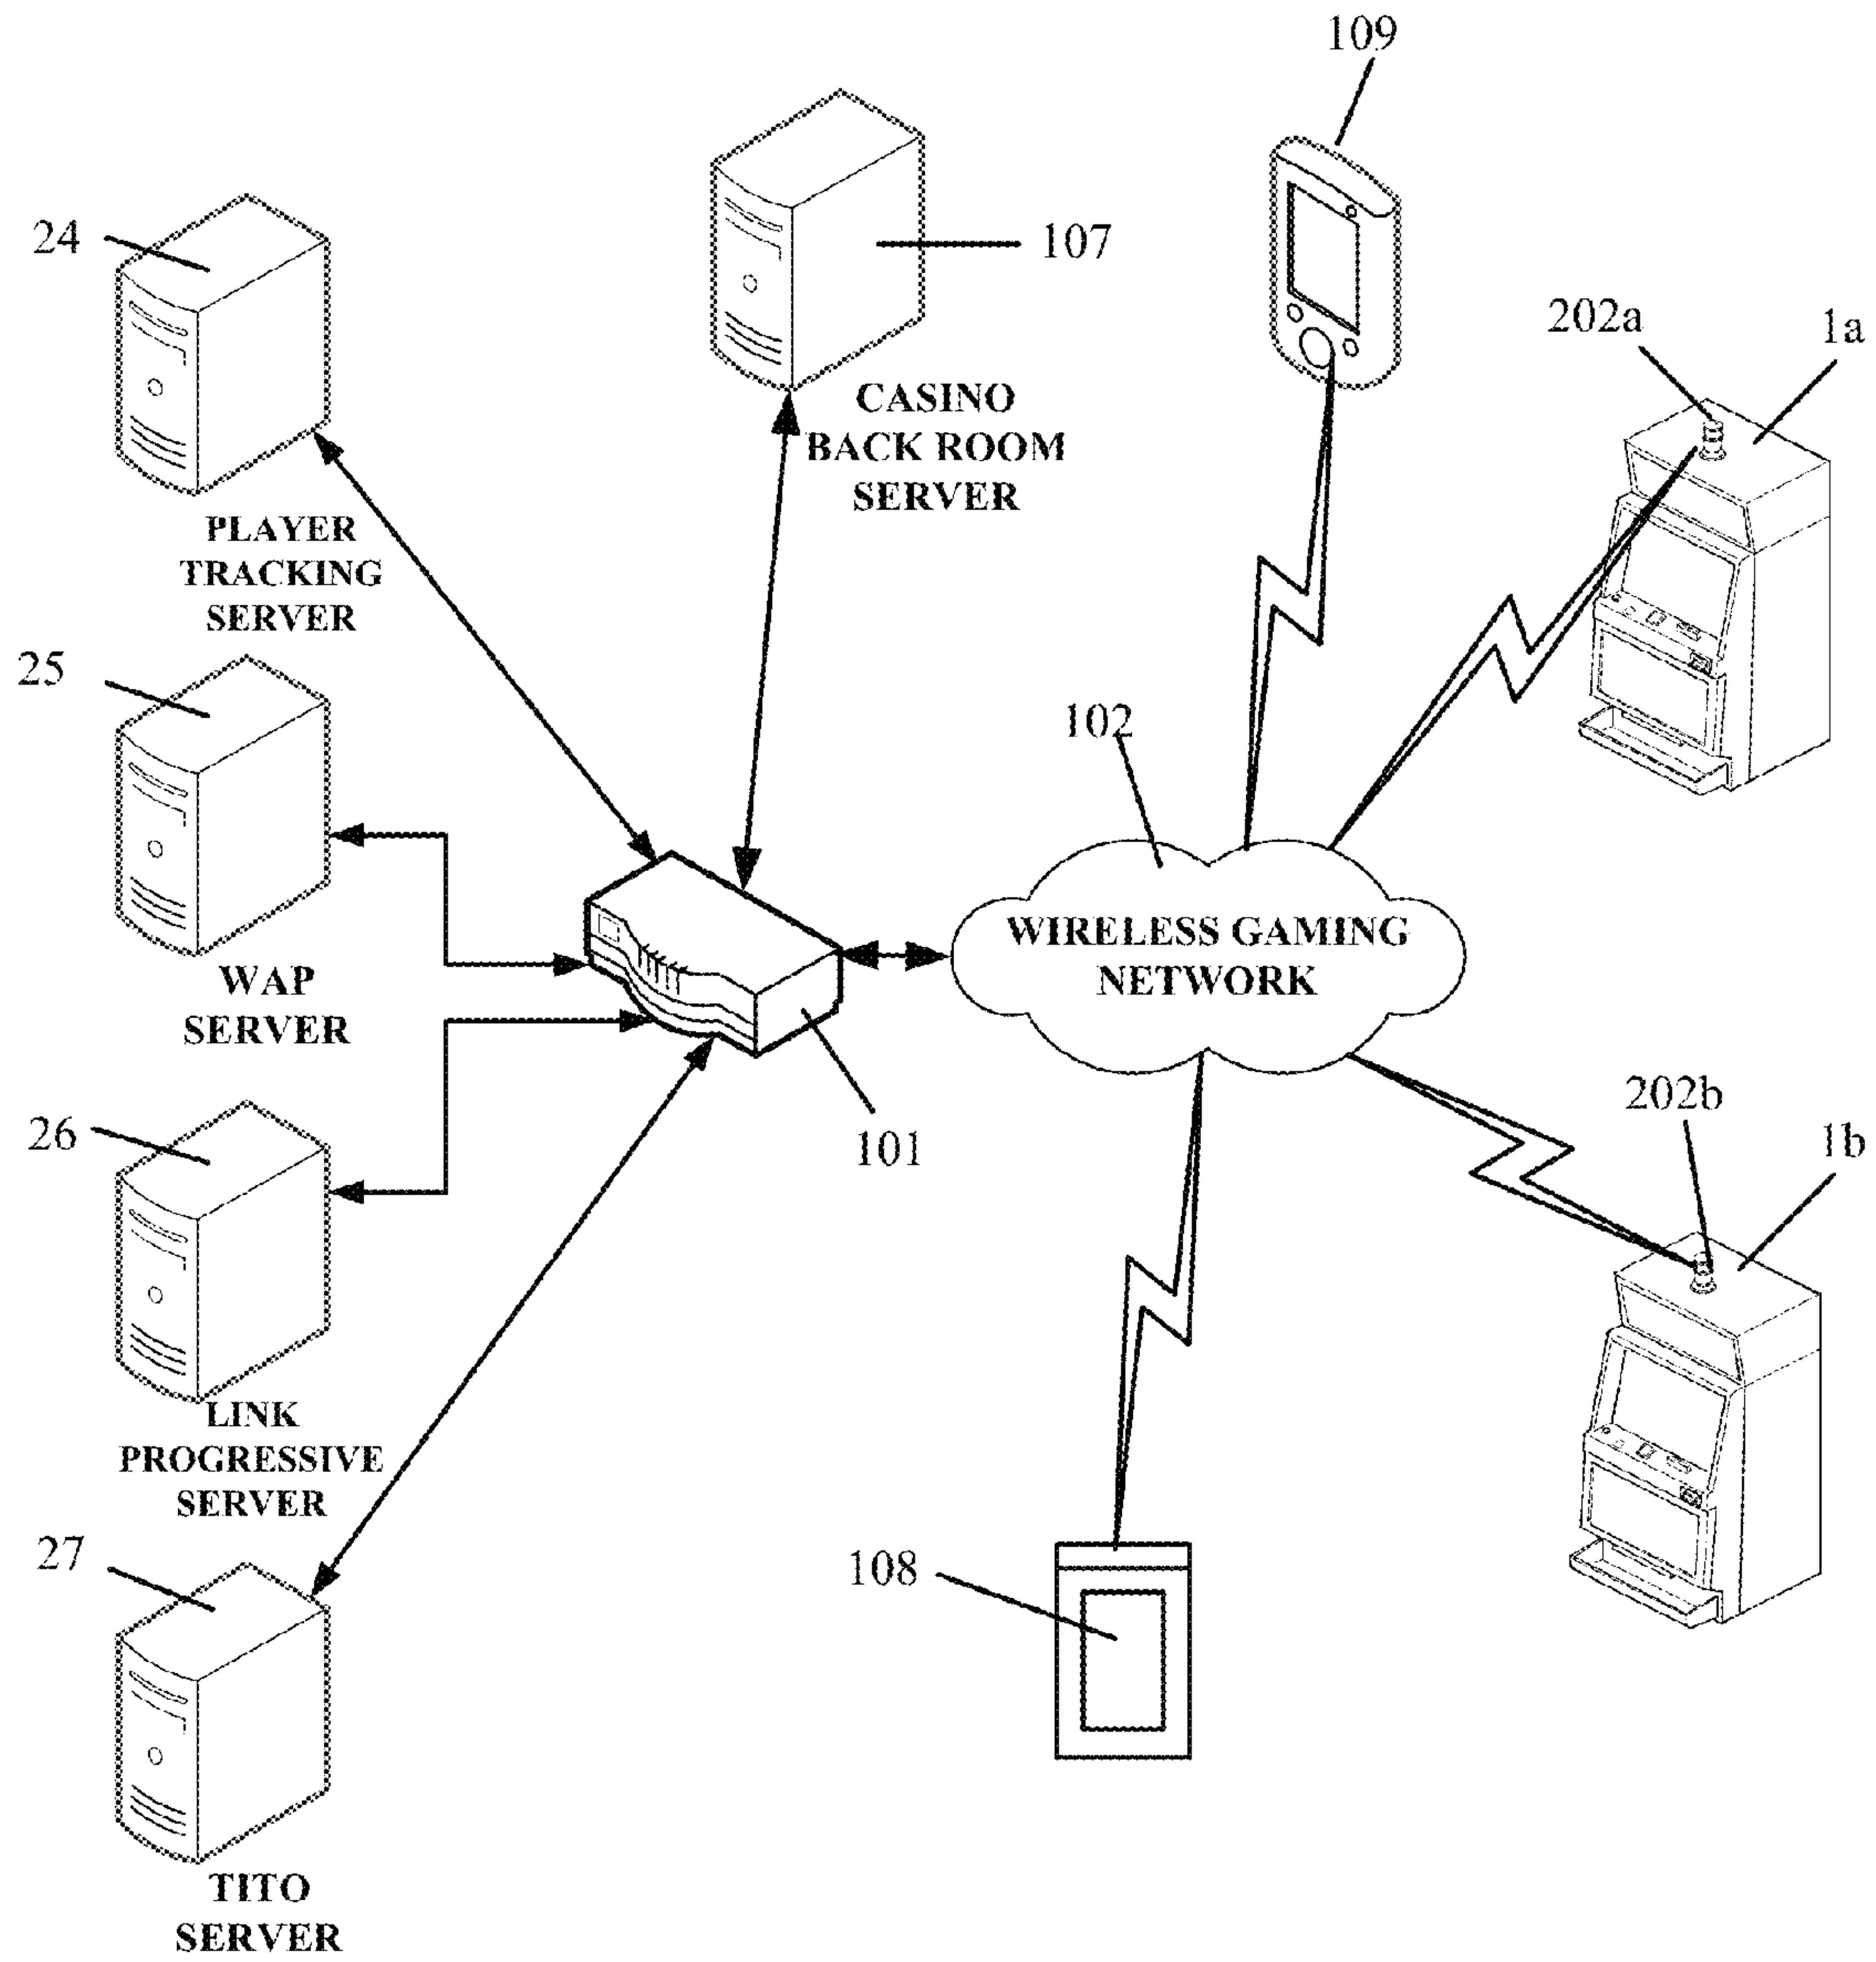 109
24
107
202a
1a
CASINO
BACK ROOM
SERVER
PLAYER
TRACKING
SERVER
25
102
WIRELESS GAMING
NETWORK
WAP
SERVER
26
101
202b
1b
LINK
PROGRESSIVE
SERVER
27
108
TITO
SERVER